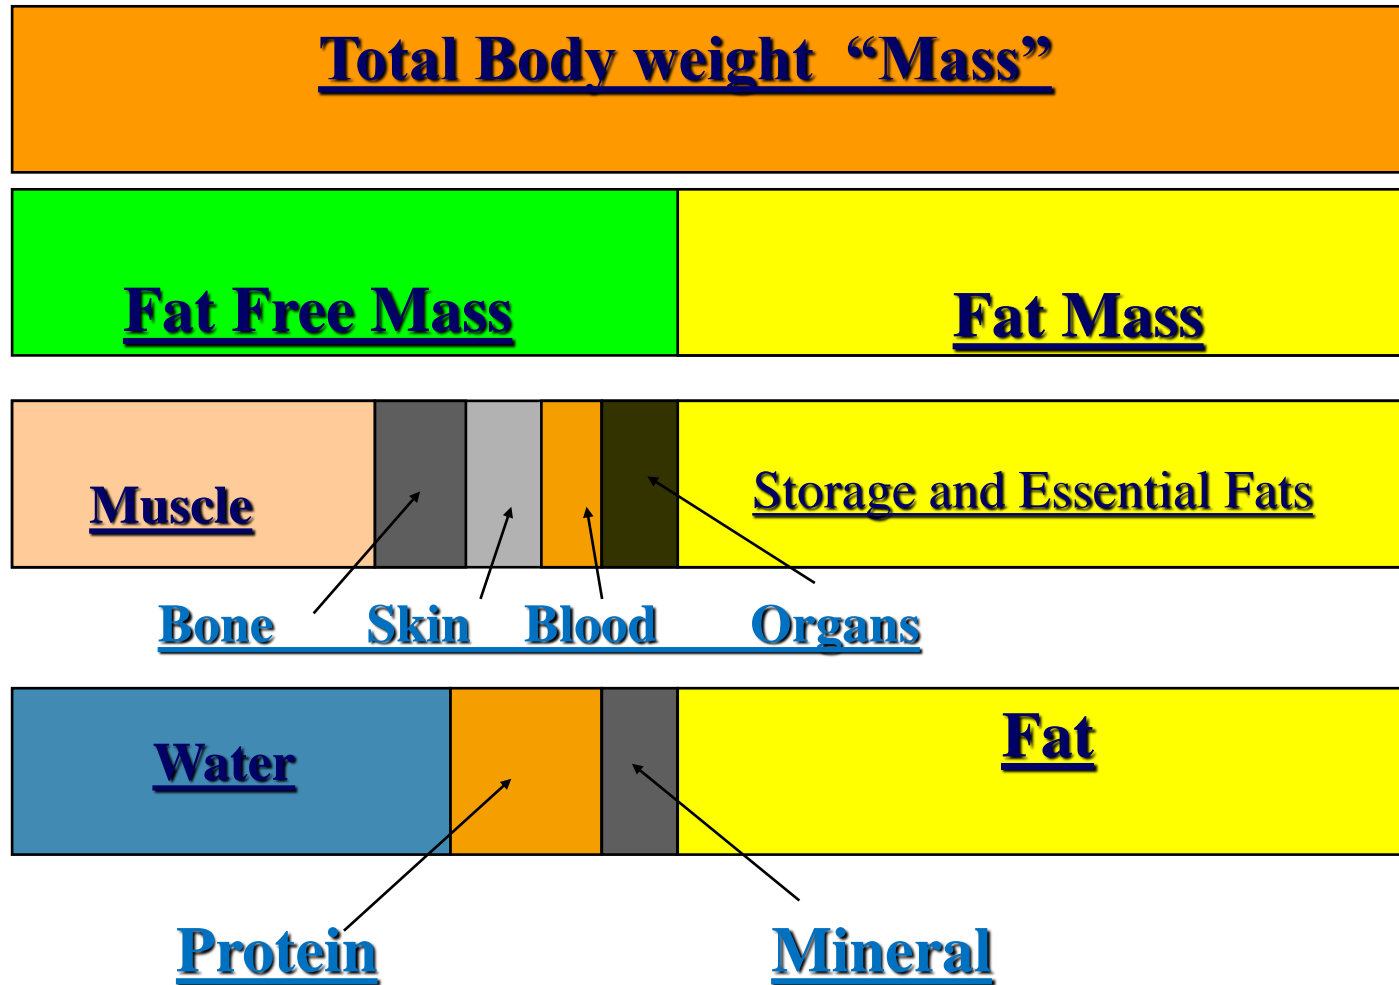 Total Body weight “Mass”
Fat Free Mass
Fat Mass
Muscle
Storage and Essential Fats
Bone Skin Blood Organs
Water
Fat
Protein
Mineral